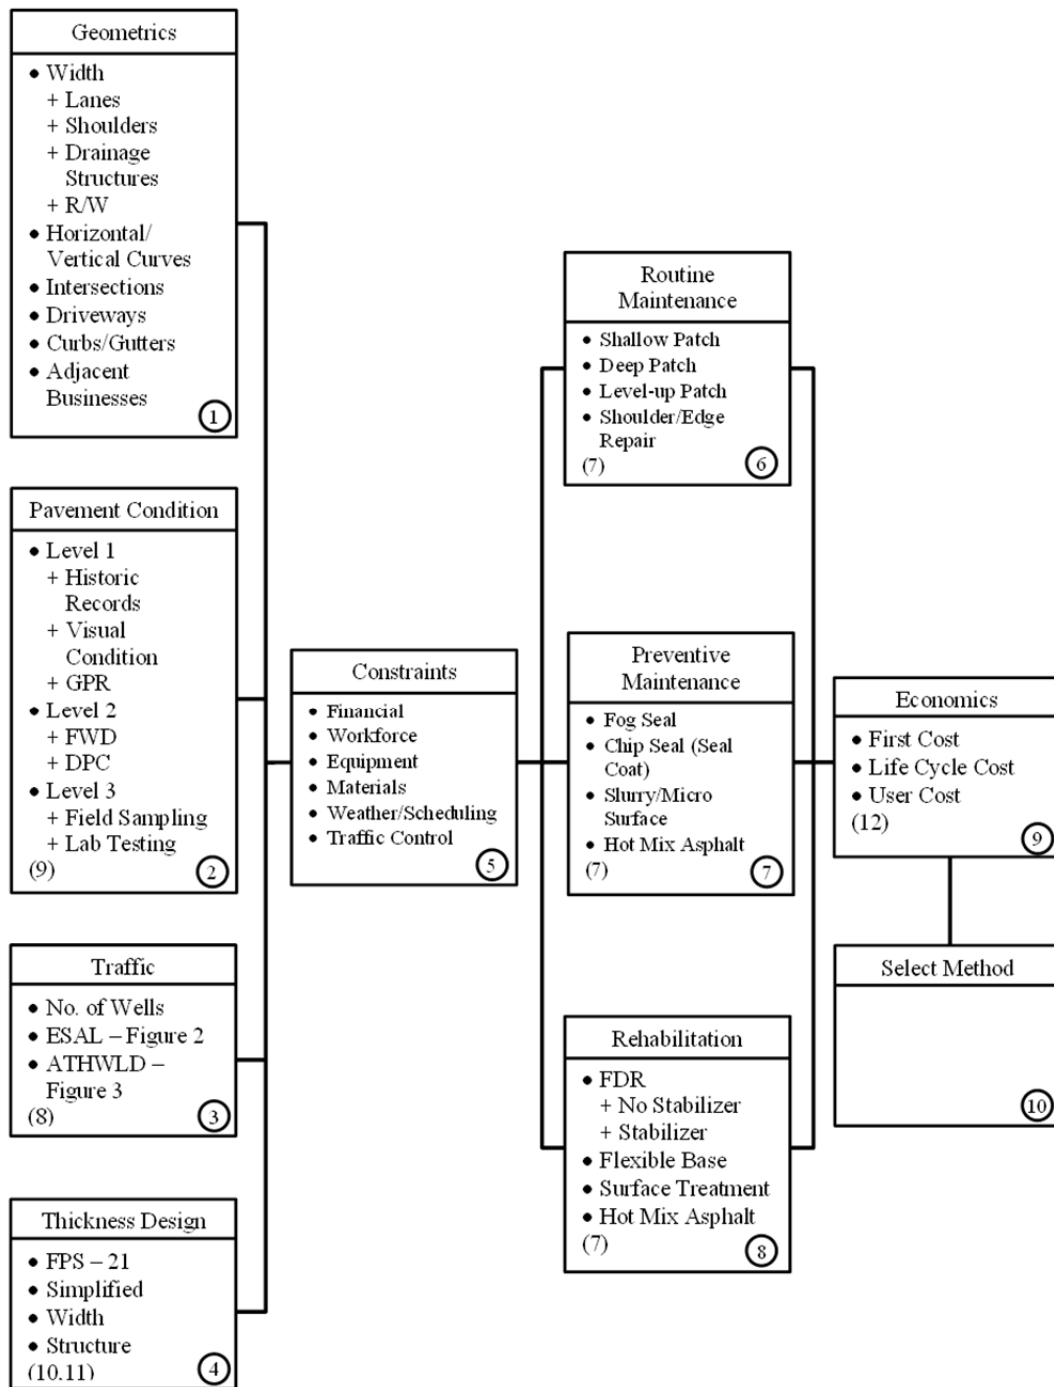 Geometrics
• Width
+ Lanes
+ Shoulders
+ Drainage
Structures
+ R/W
• Horizontal/
Vertical Curves
• Intersections
• Driveways
• Curbs/Gutters
• Adjacent
Businesses
1
Pavement Condition
• Level 1
+ Historic
Records
+ Visual
Condition
+ GPR
• Level 2
+ FWD
+ DPC
• Level 3
+ Field Sampling
+ Lab Testing
(9)
2
Traffic
• No. of Wells
• ESAL – Figure 2
• ATHWLD –
Figure 3
(8)
3
Thickness Design
• FPS – 21
• Simplified
• Width
• Structure
(10.11)
4
Constraints
• Financial
• Workforce
• Equipment
• Materials
• Weather/Scheduling
• Traffic Control
5
Routine
Maintenance
• Shallow Patch
• Deep Patch
• Level-up Patch
• Shoulder/Edge
Repair
(7)
6
Preventive
Maintenance
• Fog Seal
• Chip Seal (Seal
Coat)
• Slurry/Micro
Surface
• Hot Mix Asphalt
(7)
7
Rehabilitation
• FDR
+ No Stabilizer
+ Stabilizer
• Flexible Base
• Surface Treatment
• Hot Mix Asphalt
(7)
8
Economics
• First Cost
• Life Cycle Cost
• User Cost
(12)
9
Select Method
10